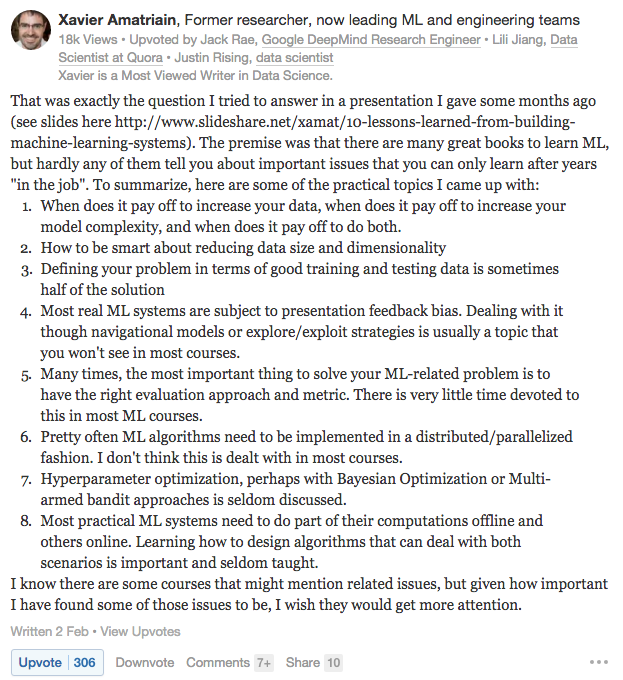 Xavier Amatriain, Former researcher, now leading ML and engineering teams
18k Views • Upvoted by Jack Rae, Google DeepMind Research Engineer • Lili Jiang, Data
Scientist at Quora • Justin Rising, data scientist
Xavier is a Most Viewed Writer in Data Science.
That was exactly the question I tried to answer in a presentation I gave some months ago
(see slides here http://www.slideshare.net/xamat/10-lessons-learned-from-building-
machine-learning-systems). The premise was that there are many great books to learn ML,
but hardly any of them tell you about important issues that you can only learn after years
"in the job". To summarize, here are some of the practical topics I came up with:
1. When does it pay off to increase your data, when does it pay off to increase your
model complexity, and when does it pay off to do both.
2. How to be smart about reducing data size and dimensionality
3. Defining your problem in terms of good training and testing data is sometimes
half of the solution
4. Most real ML systems are subject to presentation feedback bias. Dealing with it
though navigational models or explore/exploit strategies is usually a topic that
you won't see in most courses.
5. Many times, the most important thing to solve your ML-related problem is to
have the right evaluation approach and metric. There is very little time devoted to
this in most ML courses.
6. Pretty often ML algorithms need to be implemented in a distributed/parallelized
fashion. I don't think this is dealt with in most courses.
7. Hyperparameter optimization, perhaps with Bayesian Optimization or Multi-
armed bandit approaches is seldom discussed.
8. Most practical ML systems need to do part of their computations offline and
others online. Learning how to design algorithms that can deal with both
scenarios is important and seldom taught.
I know there are some courses that might mention related issues, but given how important
I have found some of those issues to be, I wish they would get more attention.
Written 2 Feb • View Upvotes
Upvote 306 Downvote Comments 7+ Share 10